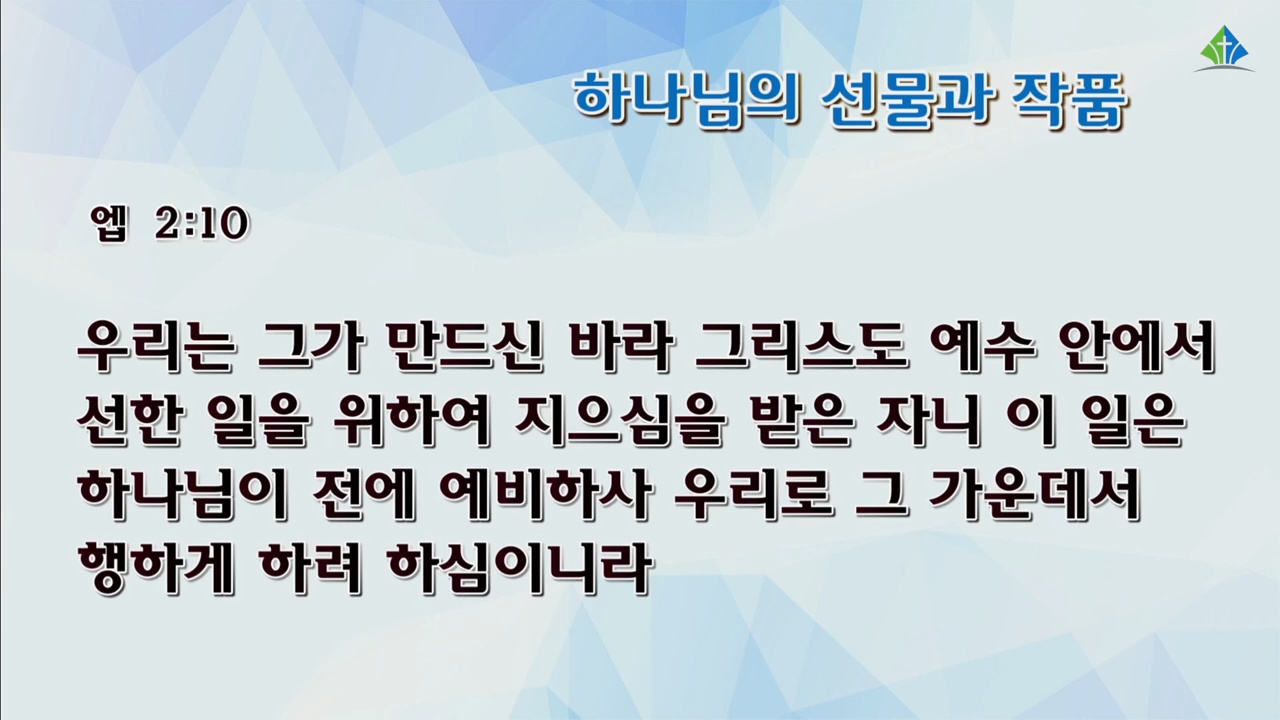 하나님의 선물과 작품
엡 2:10
우리는 그가 만드신 바라 그리스도 예수 안에서
선한 일을 위하여 지으심을 받은 자니 이 일은
하나님이 전에 예비하사 우리로 그 가운데서
행하게 하려 하심이니라